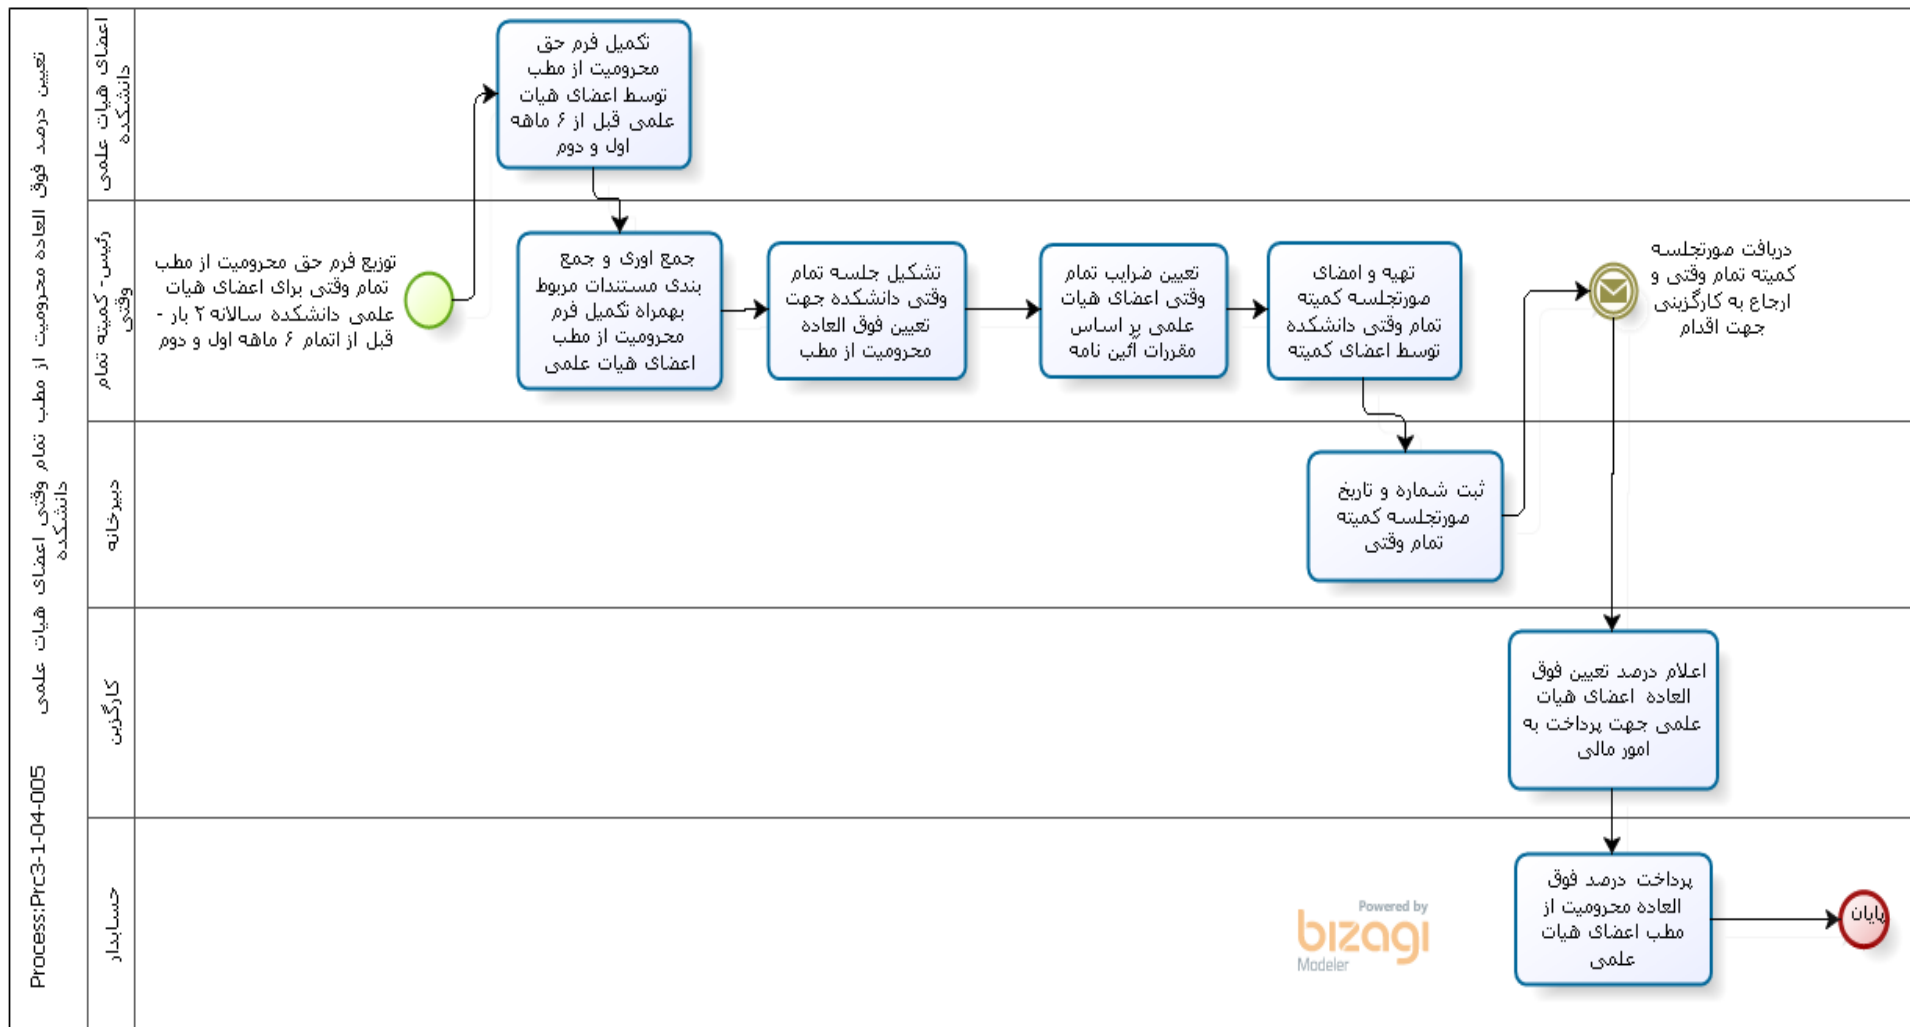 تعیین درصد فوق العاده محرومیت از مطب تمام وقتی اعضای هیات علمی
دانشکده
Process:Prc3-1-04-005
اعضای هیات علمی
دانشکده
تکمیل فرم حق
محرومیت از مطب
توسط اعضای هیات
علمی قبل از ۶ ماهه
اول و دوم
رئیس- کمیته تمام
وقتی
توزیع فرم حق محرومیت از مطب
تمام وقتی برای اعضای هیات
علمی دانشکده سالانه ۲ بار -
قبل از اتمام ۶ ماهه اول و دوم
جمع اوری و جمع
بندی مستندات مربوط
بهمراه تکمیل فرم
محرومیت از مطب
اعضای هیات علمی
تشکیل جلسه تمام
وقتی دانشکده جهت
تعیین فوق العاده
محرومیت از مطب
تعیین ضرایب تمام
وقتی اعضای هیات
علمی بر اساس
مقررات آئین نامه
تهیه و امضای
صورتجلسه کمیته
تمام وقتی دانشکده
توسط اعضای کمیته
دریافت صورتجلسه
کمیته تمام وقتی و
ارجاع به کارگزینی
جهت اقدام
دبیرخانه
ثبت شماره و تاریخ
صورتجلسه کمیته
تمام وقتی
کارگزین
اعلام درصد تعیین فوق
العاده اعضای هیات
علمی جهت پرداخت به
امور مالی
حسابدار
پرداخت درصد فوق
العاده محرومیت از
مطب اعضای هیات
علمی
پایان
Powered by
bizagi
Modeler